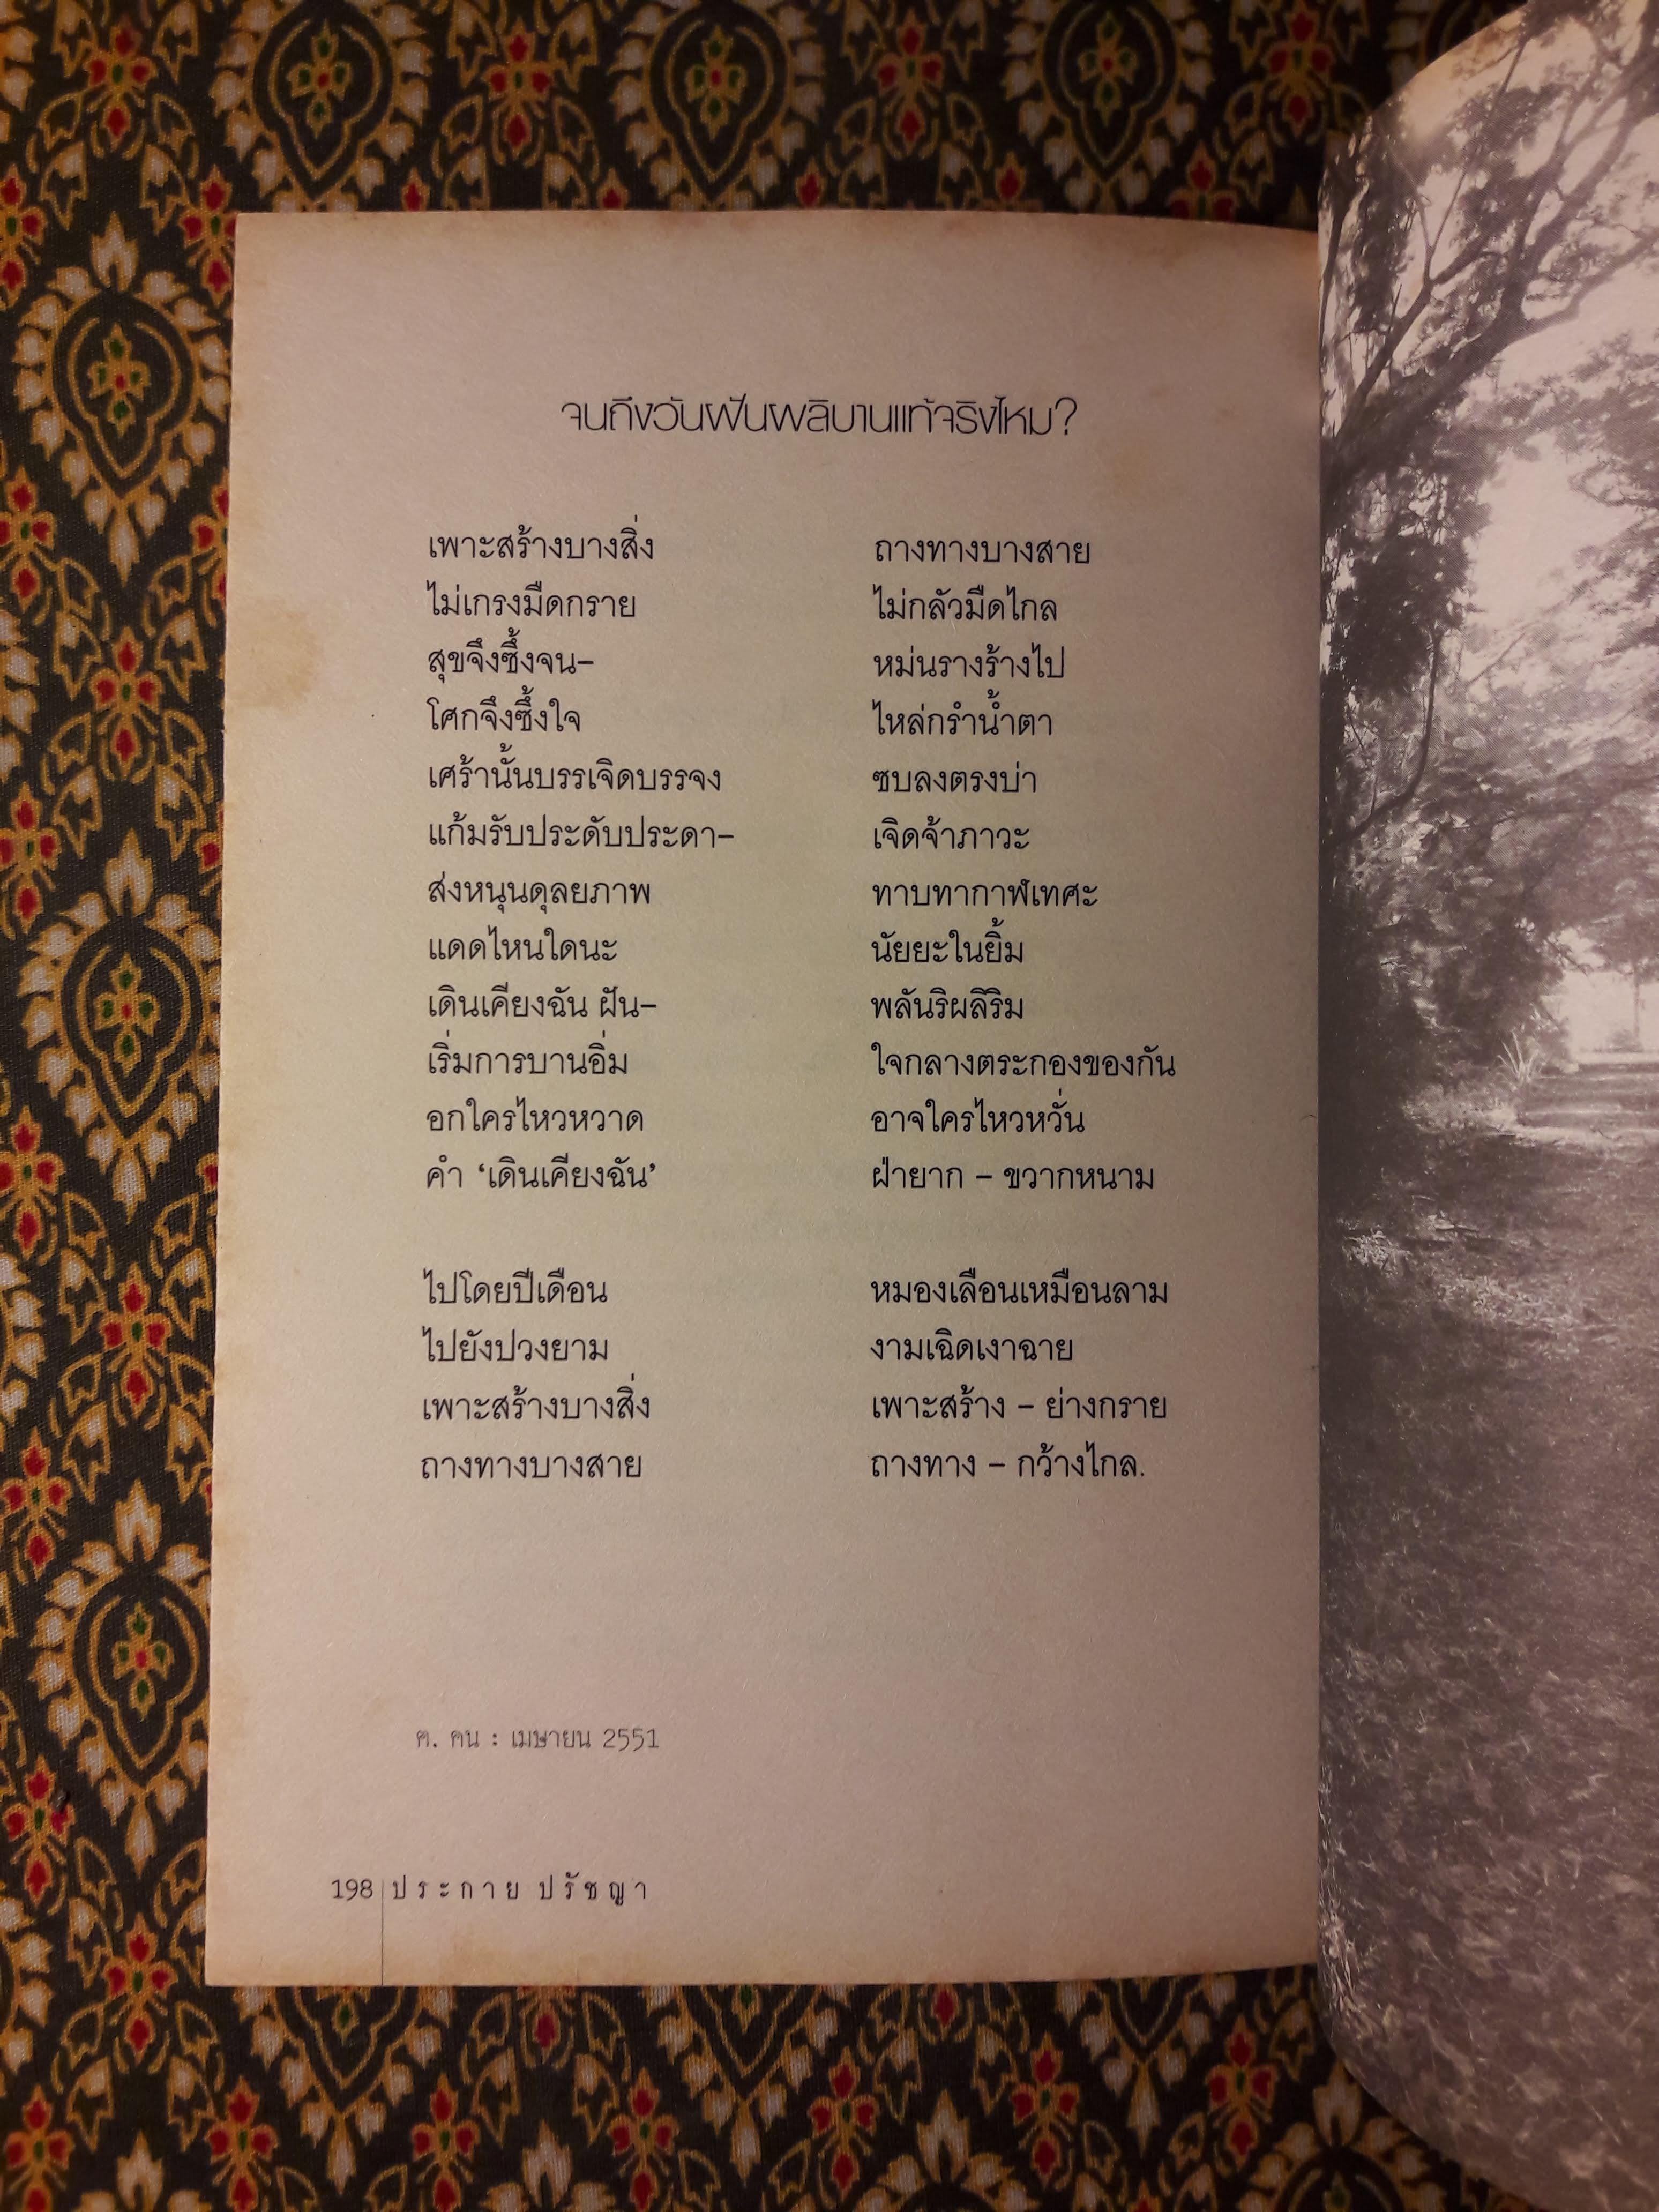 จนถึงวันฝันผลิบานแท้จริงไหม?
เพาะสร้างบางสิ่ง ถางทางบางสาย
ไม่เกรงมืดกราย ไม่กลัวมืดไกล
สุขจึงซึ้งจน– หม่นรางร้างไป
โศกจึงซึ้งใจ ไหล่กรำน้ำตา
เศร้านั้นบรรเจิดบรรจง ซบลงตรงบ่า
แก้มรับประดับประดา– เจิดจ้าภาวะ
ส่งหนุนดุลยภาพ ทาบทากาฬเทศะ
แดดไหนใดนะ นัยยะในยิ้ม
เดินเคียงฉัน ฝัน– พลันริผลิริม
เริ่มการบานอิ่ม ใจกลางตระกองของกัน
อกใครไหวหวาด อาจใครไหวหวั่น
คำ ‘เดินเคียงฉัน’ ฝ่ายาก – ขวากหนาม
ไปโดยปีเดือน หมองเลือนเหมือนลาม
ไปยังปวงยาม งามเฉิดเงาฉาย
เพาะสร้างบางสิ่ง เพาะสร้าง – ย่างกราย
ถางทางบางสาย ถางทาง – กว้างไกล.
ฅ. ฅน : เมษายน 2551
198 ประกาย ปรัชญา